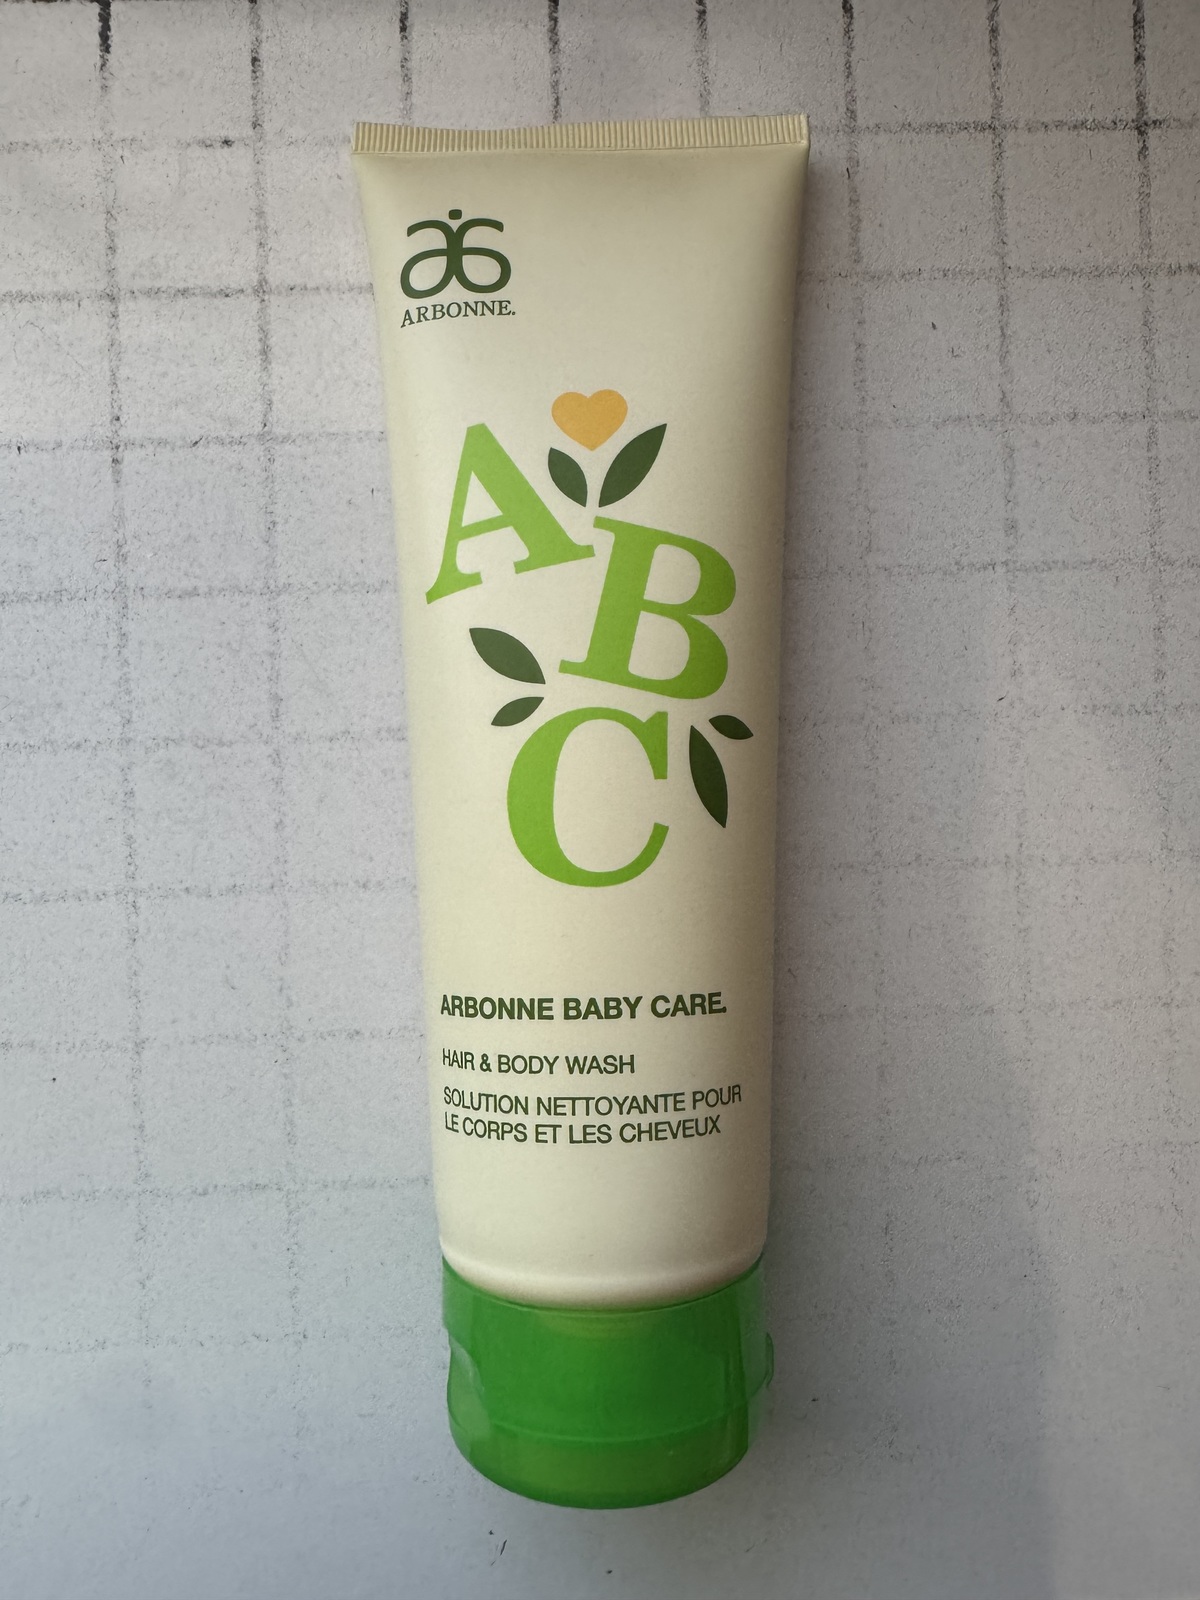 ARBONNE.
A
B
C
ARBONNE BABY CARE.
HAIR & BODY WASH
SOLUTION NETTOYANTE POUR
LE CORPS ET LES CHEVEUX